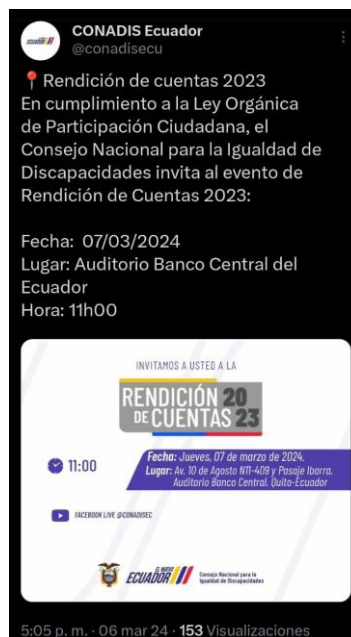 CONADIS Ecuador
@conadisecu
📍Rendición de cuentas 2023
En cumplimiento a la Ley Orgánica
de Participación Ciudadana, el
Consejo Nacional para la Igualdad de
Discapacidades invita al evento de
Rendición de Cuentas 2023:
Fecha:  07/03/2024
Lugar: Auditorio Banco Central del
Ecuador
Hora: 11h00
INVITAMOS A USTED A LA
RENDICIÓN 20
DE CUENTAS 23
11:00
Fecha: Jueves, 07 de marzo de 2024.
Lugar: Av. 10 de Agosto N11-409 y Pasaje Ibarra.
Auditorio Banco Central. Quito-Ecuador
FACEBOOK LIVE @CONADISEC
EL NUEVO
ECUADOR
Consejo Nacional para la
Igualdad de Discapacidades
5:05 p. m. · 06 mar 24 · 153 Visualizaciones